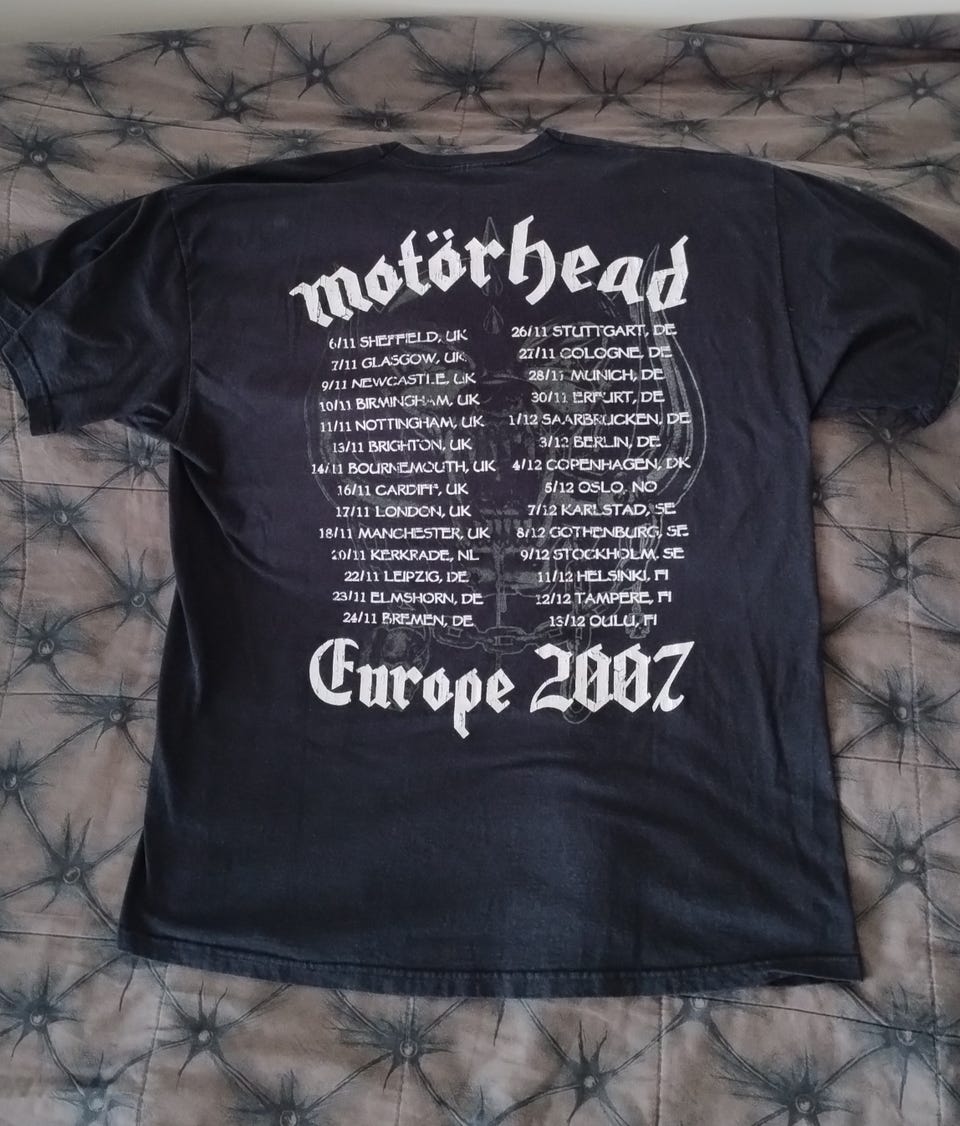 motörhead
6/11 SHEFFIELD, UK
7/11 GLASGOW, UK
9/11 NEWCASTLE, UK
10/11 BIRMINGHAM, UK
11/11 NOTTINGHAM, UK
13/11 BRIGHTON, UK
14/11 BOURNEMOUTH, UK
16/11 CARDIFF, UK
17/11 LONDON, UK
18/11 MANCHESTER, UK
20/11 KERKRADE, NL
22/11 LEIPZIG, DE
23/11 ELMSHORN, DE
24/11 BREMEN, DE
26/11 STUTTGART, DE
27/11 COLOGNE, DE
28/11 MUNICH, DE
30/11 ERFURT, DE
1/12 SAARBRUCKEN, DE
3/12 BERLIN, DE
4/12 COPENHAGEN, DK
5/12 OSLO, NO
7/12 KARLSTAD, SE
8/12 GOTHENBURG, SE
9/12 STOCKHOLM, SE
11/12 HELSINKI, FI
12/12 TAMPERE, FI
13/12 OULU, FI
Europe 2007